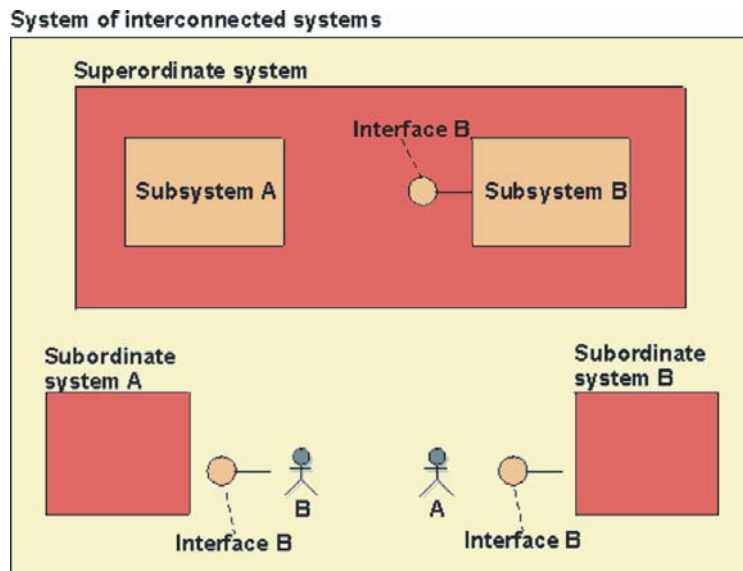 System of interconnected systems
Superordinate system
Interface B
Subsystem A
Subsystem B
Subordinate
system A
Subordinate
system B
B
A
Interface B
Interface B